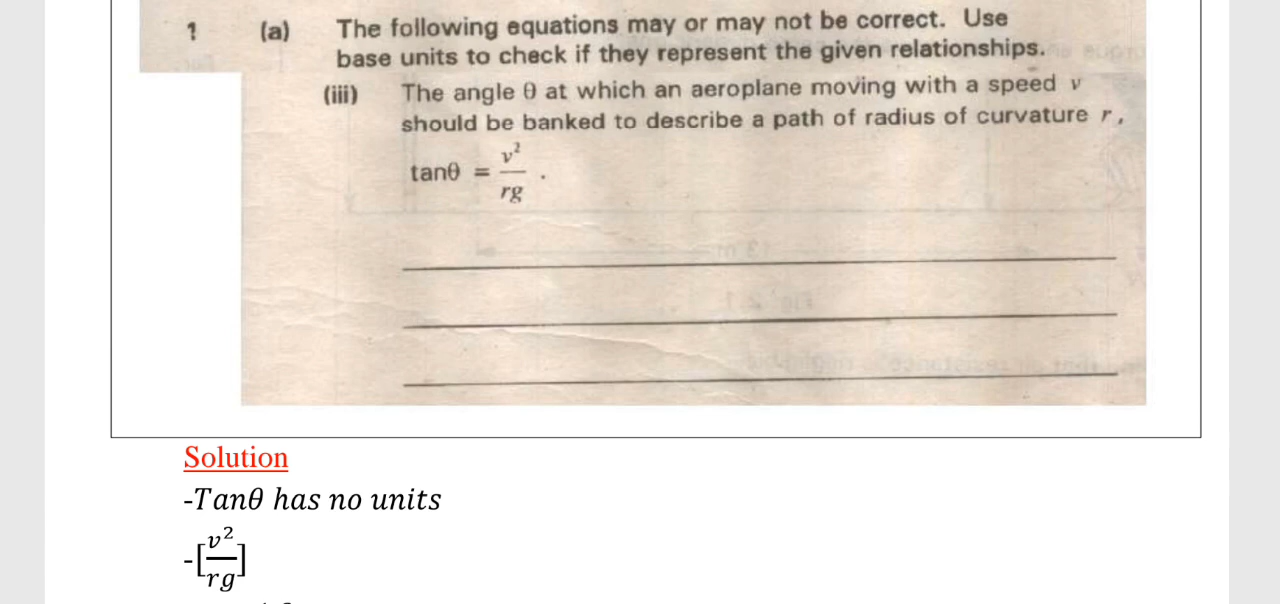 1 (a) The following equations may or may not be correct. Use
base units to check if they represent the given relationships.
(iii) The angle θ at which an aeroplane moving with a speed v
should be banked to describe a path of radius of curvature r,
tanθ = v²/rg .
Solution
-Tanθ has no units
-[v²/rg]